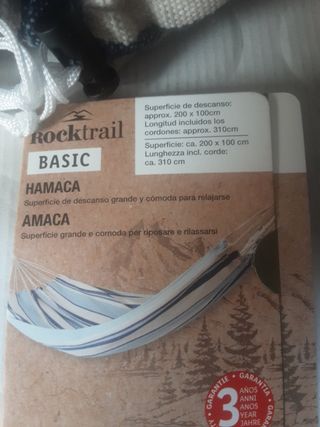 Rocktrail
BASIC
Superficie de descanso:
approx. 200 x 100cm
Longitud incluidos los
cordones: approx. 310cm
Superficie: ca. 200 x 100 cm
Lunghezza incl. corde:
ca. 310 cm
HAMACA
Superficie de descanso grande y cómoda para relajarse
AMACA
Superficie grande e comoda per riposare e rilassarsi
GARANTIE • GARANTIA
3
AÑOS
ANNI
ANOS
YEAR
JAHRE